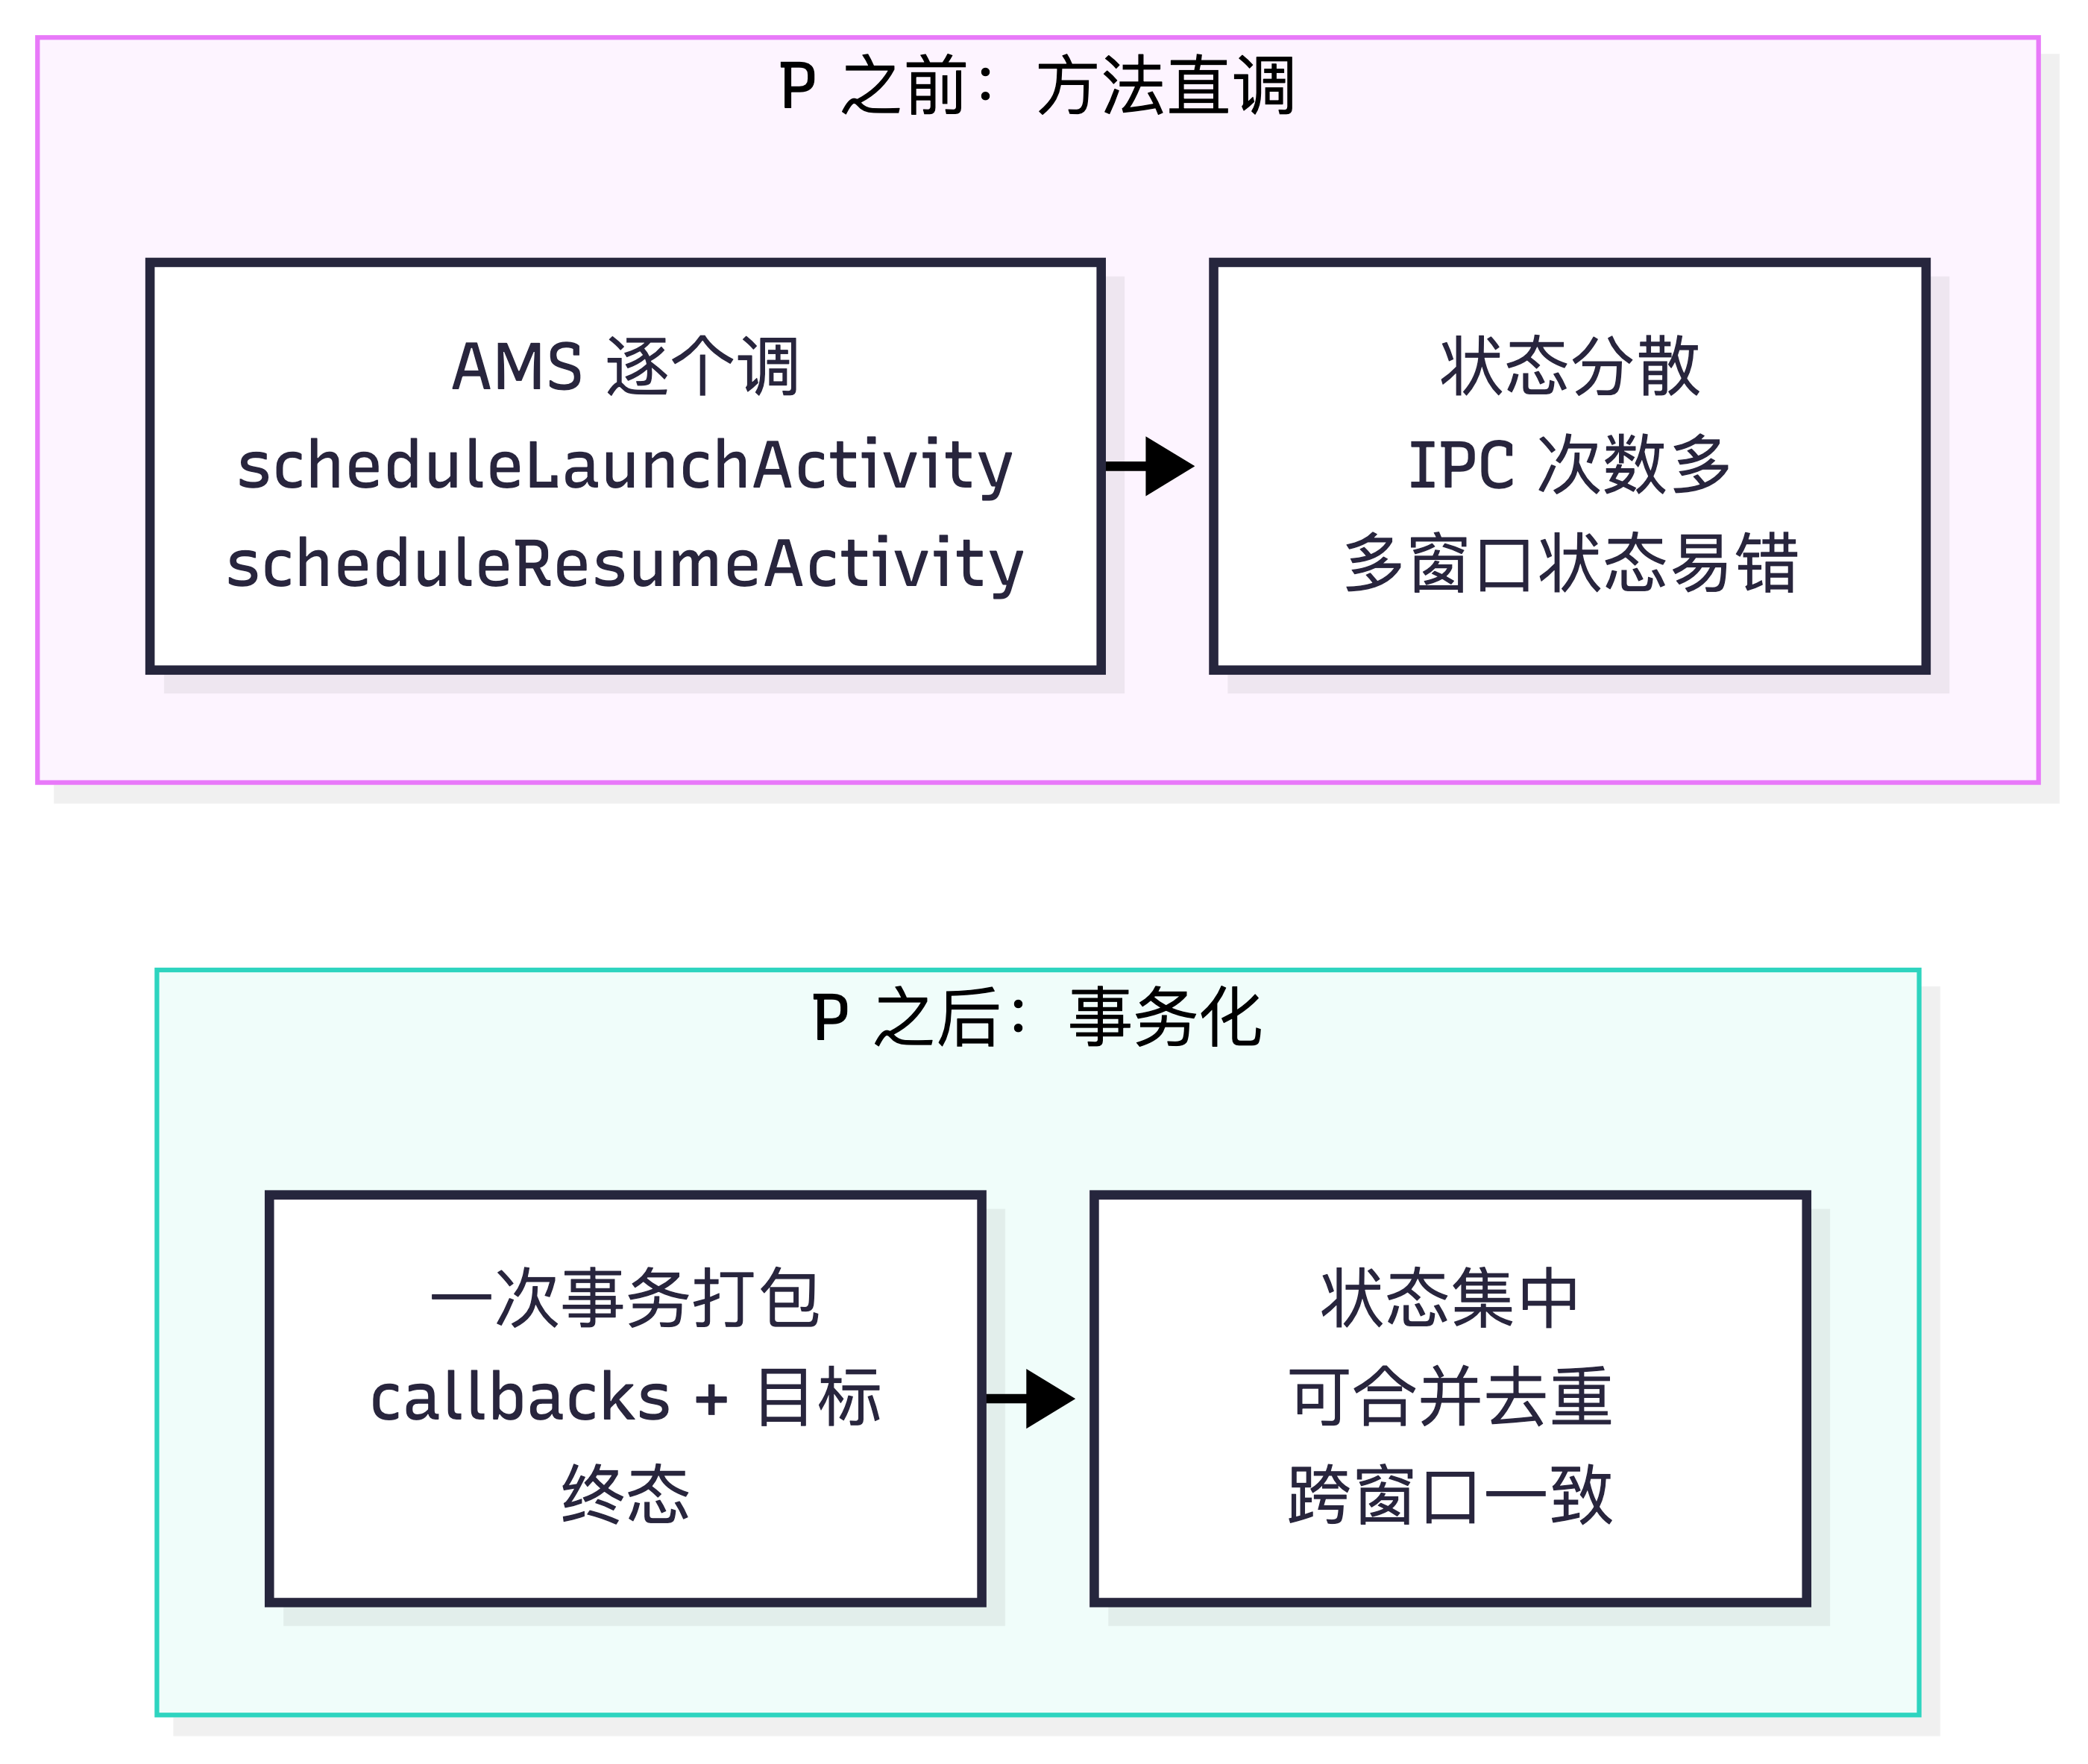 P 之前：方法直调
AMS 逐个调
scheduleLaunchActivity
scheduleResumeActivity
状态分散
IPC 次数多
多窗口状态易错
P 之后：事务化
一次事务打包
callbacks + 目标
终态
状态集中
可合并去重
跨窗口一致